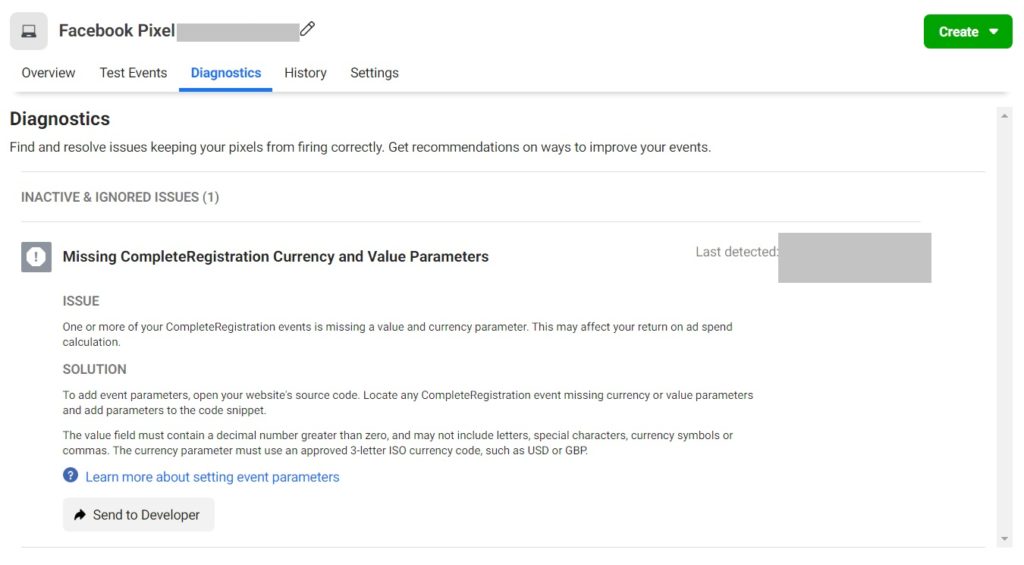 Facebook Pixel
Create
Overview Test Events Diagnostics History Settings
Diagnostics
Find and resolve issues keeping your pixels from firing correctly. Get recommendations on ways to improve your events.
INACTIVE & IGNORED ISSUES (1)
Missing CompleteRegistration Currency and Value Parameters
Last detected:
ISSUE
One or more of your CompleteRegistration events is missing a value and currency parameter. This may affect your return on ad spend
calculation.
SOLUTION
To add event parameters, open your website's source code. Locate any CompleteRegistration event missing currency or value parameters
and add parameters to the code snippet.
The value field must contain a decimal number greater than zero, and may not include letters, special characters, currency symbols or
commas. The currency parameter must use an approved 3-letter ISO currency code, such as USD or GBP.
Learn more about setting event parameters
Send to Developer